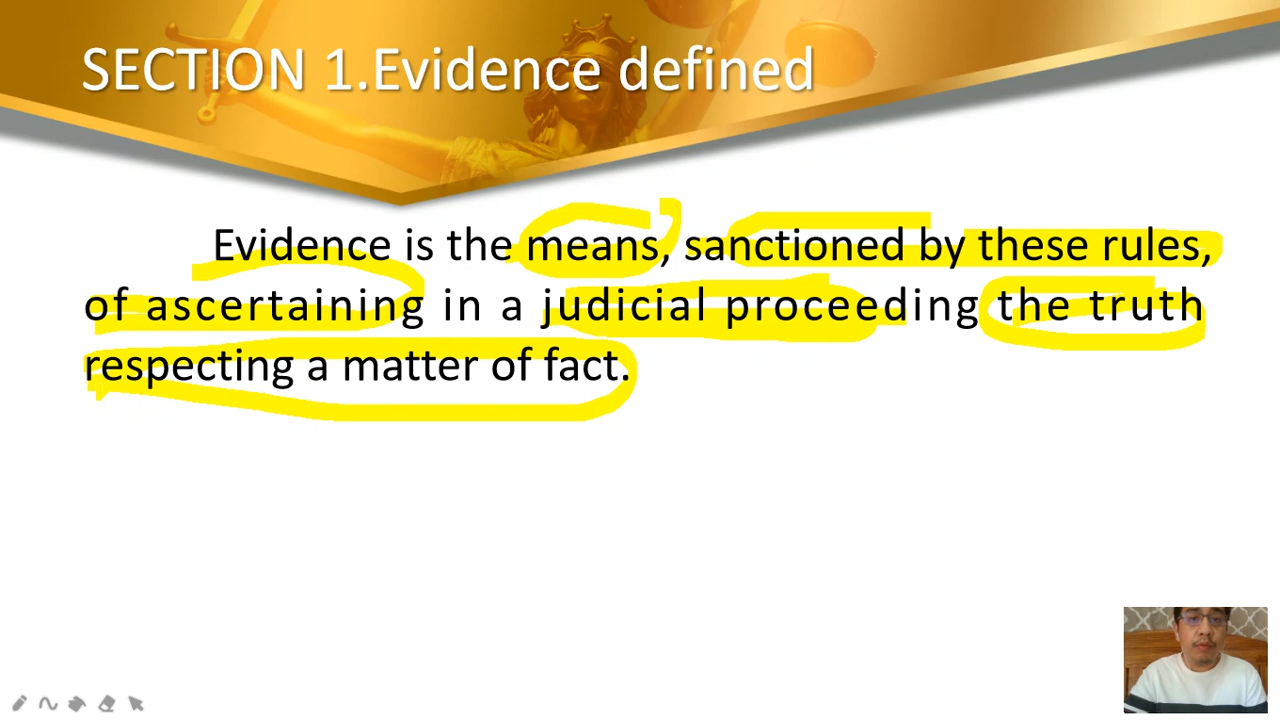 SECTION 1.Evidence defined
Evidence is the means, sanctioned by these rules,
of ascertaining in a judicial proceeding the truth
respecting a matter of fact.